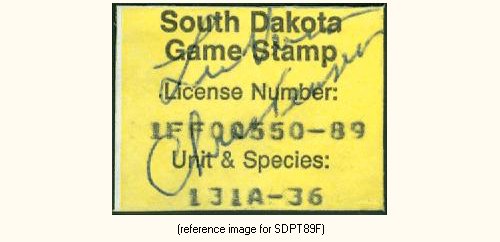 South Dakota
Game Stamp
License Number:
1FF00550-89
Unit & Species:
131A-36
(reference image for SDPT89F)